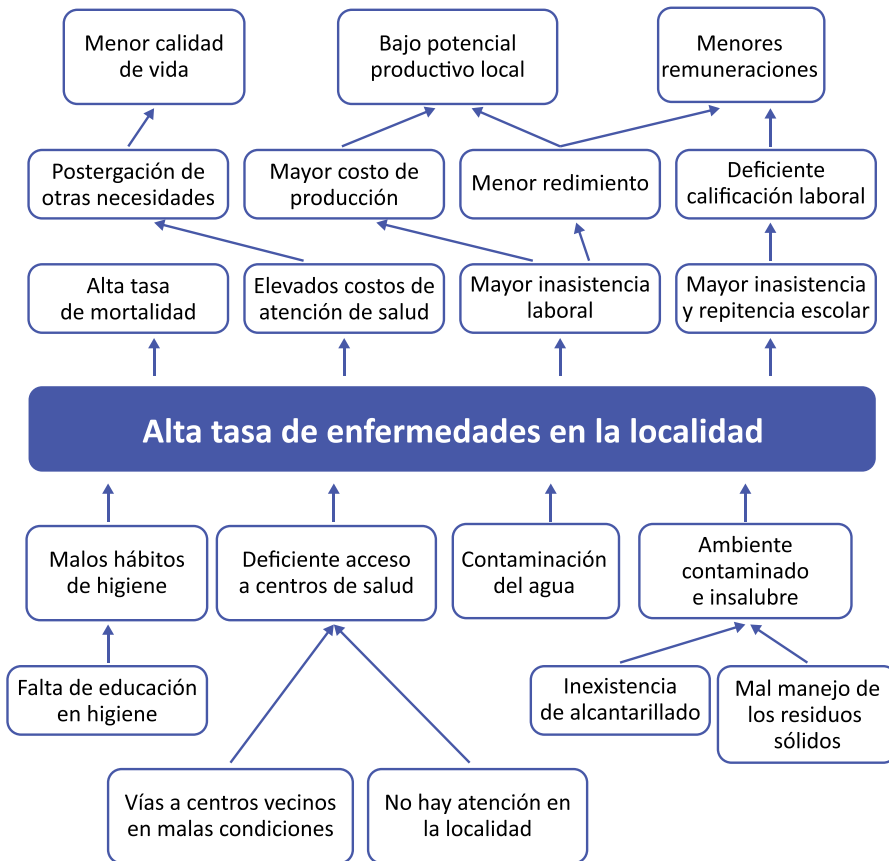 Menor calidad
de vida
Bajo potencial
productivo local
Menores
remuneraciones
Postergación de
otras necesidades
Mayor costo de
producción
Menor redimiento
Deficiente
calificación laboral
Alta tasa
de mortalidad
Elevados costos de
atención de salud
Mayor inasistencia
laboral
Mayor inasistencia
y repitencia escolar
Alta tasa de enfermedades en la localidad
Malos hábitos
de higiene
Deficiente acceso
a centros de salud
Contaminación
del agua
Ambiente
contaminado
e insalubre
Falta de educación
en higiene
Inexistencia
de alcantarillado
Mal manejo de
los residuos
sólidos
Vías a centros vecinos
en malas condiciones
No hay atención en
la localidad